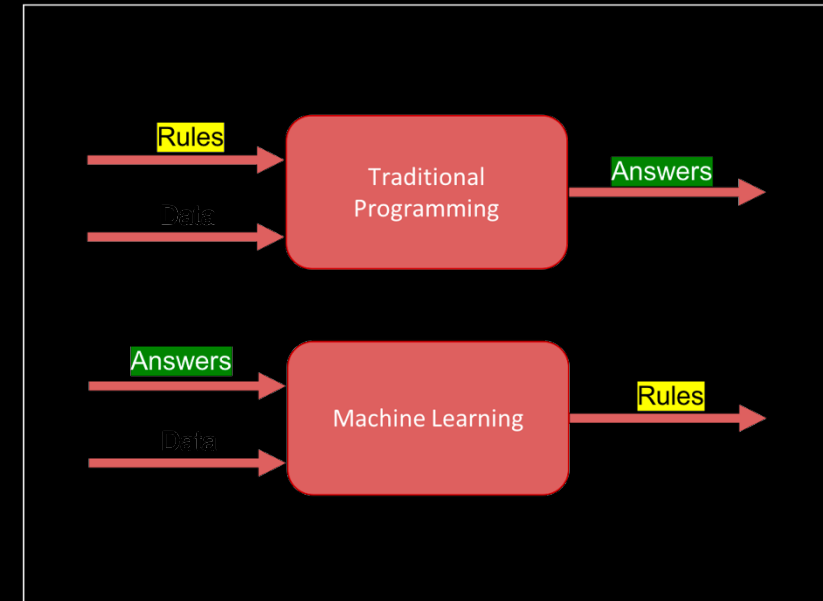 Rules
Data
Traditional
Programming
Answers
Answers
Data
Machine Learning
Rules